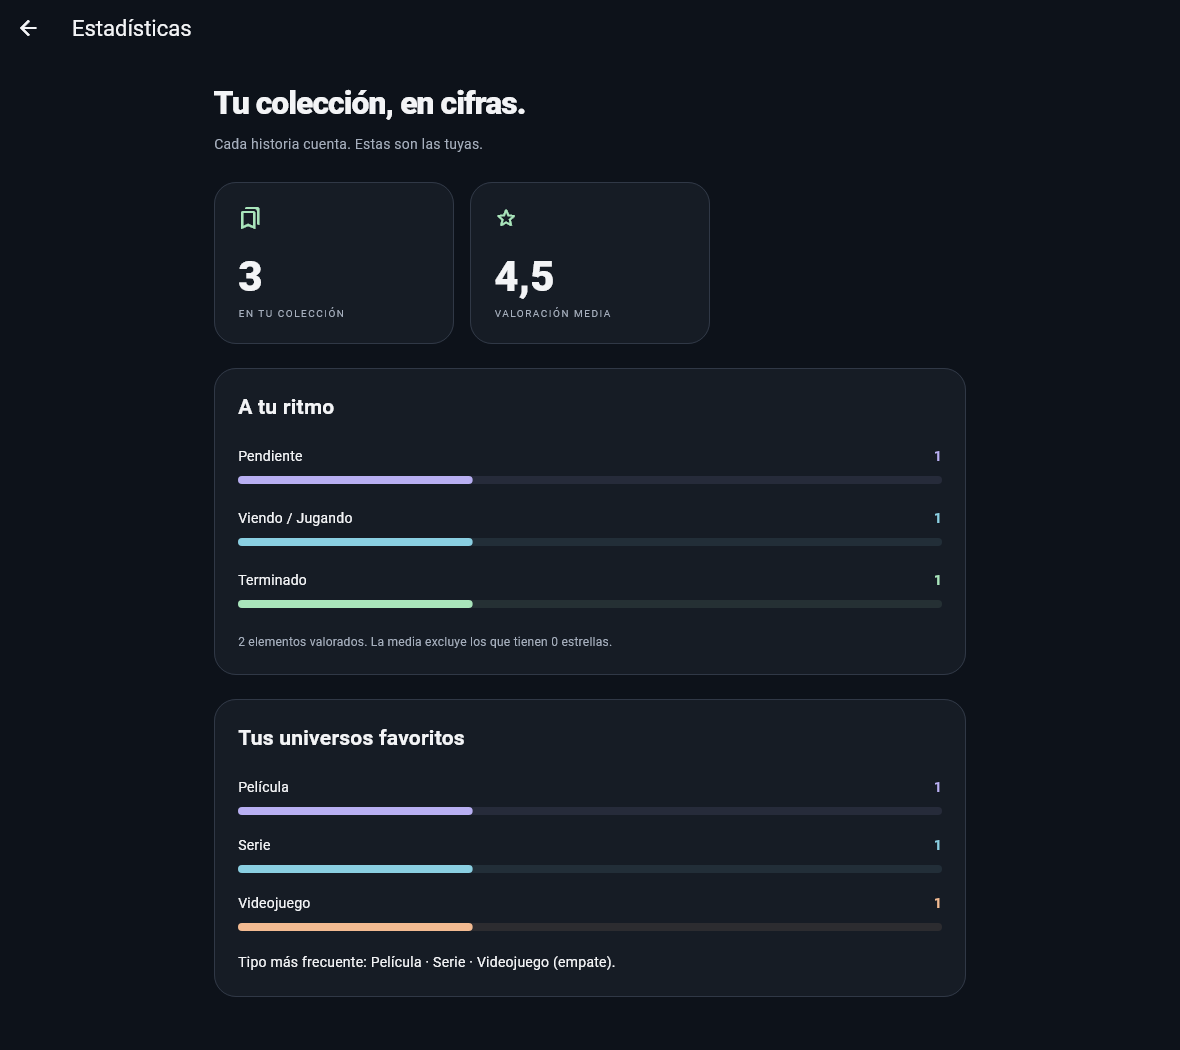 Estadísticas
Tu colección, en cifras.
Cada historia cuenta. Estas son las tuyas.
3
EN TU COLECCIÓN
4,5
VALORACIÓN MEDIA
A tu ritmo
Pendiente 1
Viendo / Jugando 1
Terminado 1
2 elementos valorados. La media excluye los que tienen 0 estrellas.
Tus universos favoritos
Película 1
Serie 1
Videojuego 1
Tipo más frecuente: Película · Serie · Videojuego (empate).